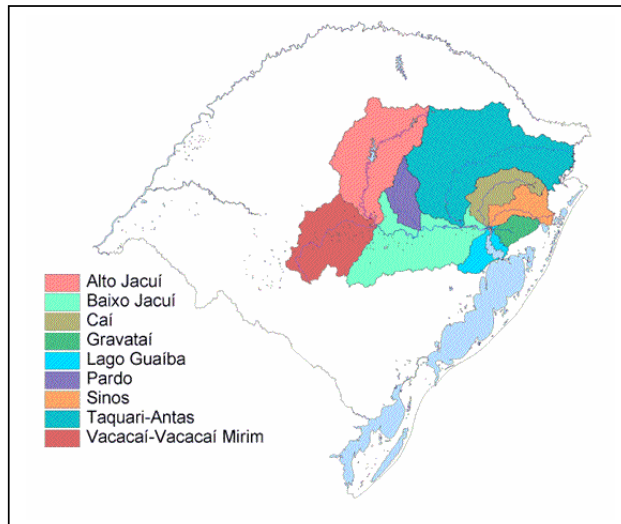 Alto Jacuí
Baixo Jacuí
Caí
Gravataí
Lago Guaíba
Pardo
Sinos
Taquari-Antas
Vacacaí-Vacacaí Mirim